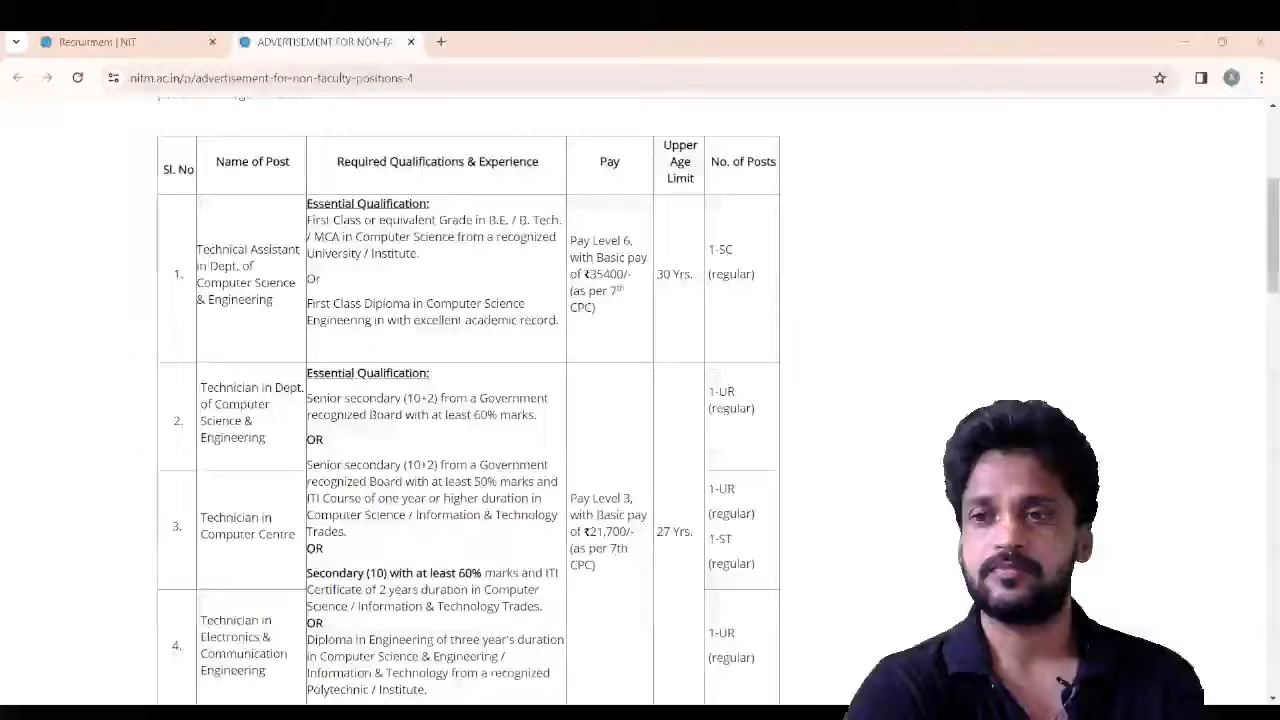 Recruitment | NIT
ADVERTISEMENT FOR NON-FA
nitm.ac.in/p/advertisement-for-non-faculty-positions-4
Sl. No
Name of Post
Required Qualifications & Experience
Pay
Upper
Age
Limit
No. of Posts
1.
Technical Assistant
in Dept. of
Computer Science
& Engineering
Essential Qualification:
First Class or equivalent Grade in B.E. / B. Tech.
/ MCA in Computer Science from a recognized
University / Institute.
Or
First Class Diploma in Computer Science
Engineering in with excellent academic record.
Pay Level 6,
with Basic pay
of ₹35400/-
(as per 7th
CPC)
30 Yrs.
1-SC
(regular)
2.
Technician in Dept.
of Computer
Science &
Engineering
Essential Qualification:
Senior secondary (10+2) from a Government
recognized Board with at least 60% marks.
OR
Senior secondary (10+2) from a Government
recognized Board with at least 50% marks and
ITI Course of one year or higher duration in
Computer Science / Information & Technology
Trades.
OR
Secondary (10) with at least 60% marks and ITI
Certificate of 2 years duration in Computer
Science / Information & Technology Trades.
OR
Diploma in Engineering of three year's duration
in Computer Science & Engineering /
Information & Technology from a recognized
Polytechnic / Institute.
Pay Level 3,
with Basic pay
of ₹21,700/-
(as per 7th
CPC)
27 Yrs.
1-UR
(regular)
3.
Technician in
Computer Centre
1-UR
(regular)
1-ST
(regular)
4.
Technician in
Electronics &
Communication
Engineering
1-UR
(regular)